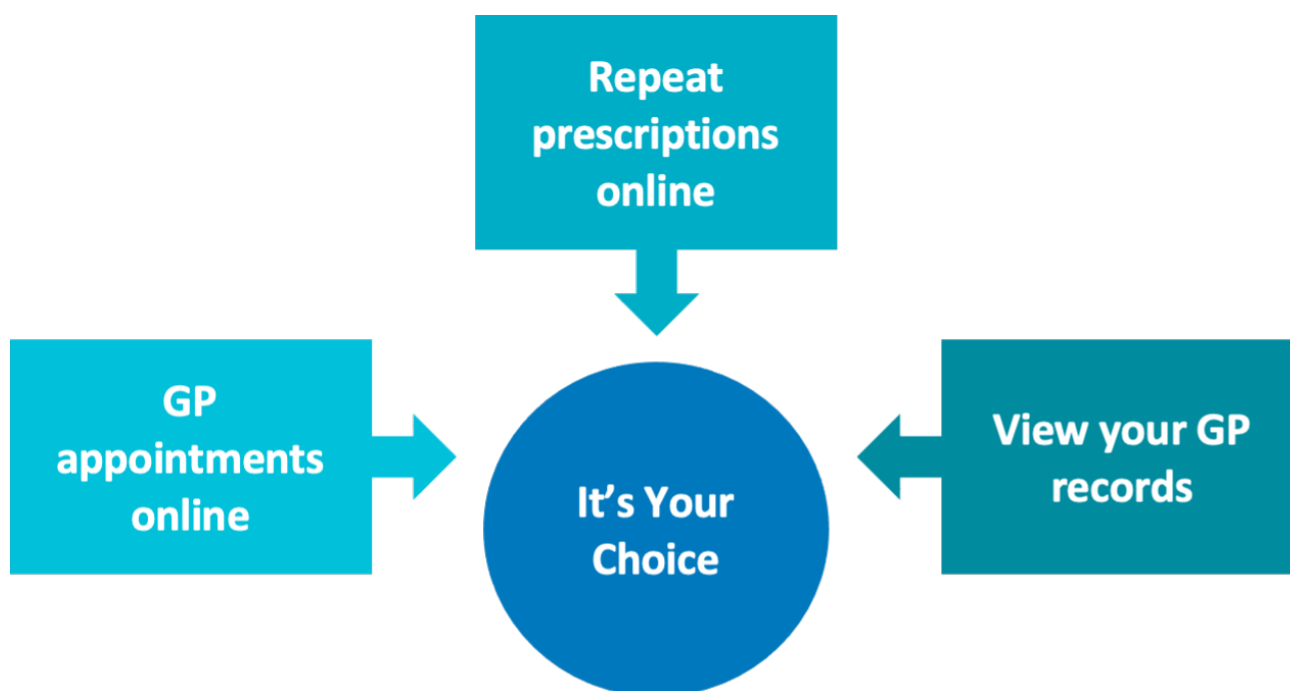 Repeat
prescriptions
online
GP
appointments
online
It’s Your
Choice
View your GP
records